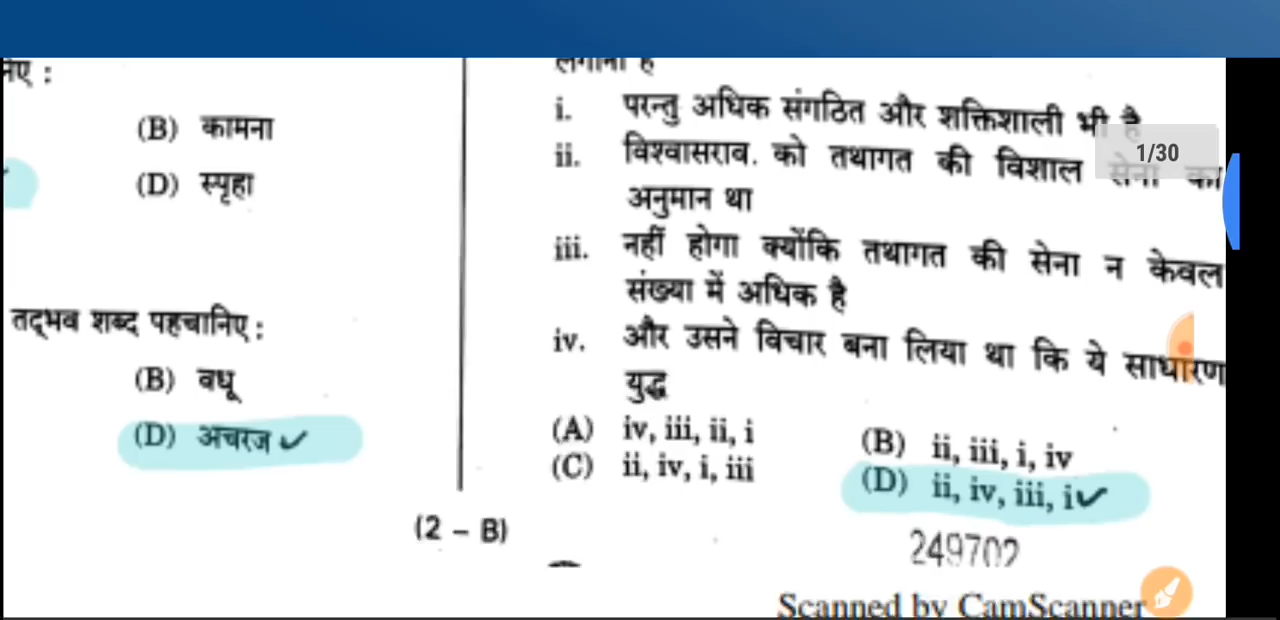 (B) कामना
(D) स्पृहा
तद्भव शब्द पहचानिए :
(B) वधू
(D) अचरज ✓
(2 – B)
i. परन्तु अधिक संगठित और शक्तिशाली भी है
ii. विश्वासराव. को तथागत की विशाल सेना का
अनुमान था
iii. नहीं होगा क्योंकि तथागत की सेना न केवल
संख्या में अधिक है
iv. और उसने विचार बना लिया था कि ये साधारण
युद्ध
(A) iv, iii, ii, i
(B) ii, iii, i, iv
(C) ii, iv, i, iii
(D) ii, iv, iii, i ✓
249702
Scanned by CamScanner
1/30